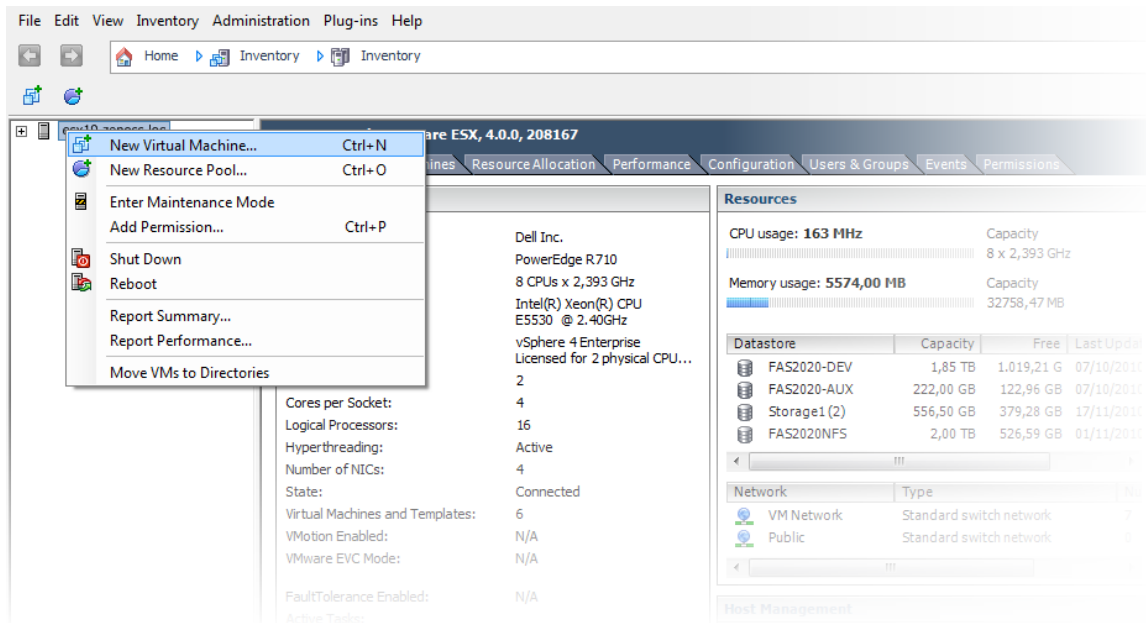 File Edit View Inventory Administration Plug-ins Help
Home Inventory Inventory
esx10.zeness.loc
are ESX, 4.0.0, 208167
New Virtual Machine... Ctrl+N
ines Resource Allocation Performance Configuration Users & Groups Events Permissions
New Resource Pool... Ctrl+O
Enter Maintenance Mode
Add Permission... Ctrl+P
Shut Down
Reboot
Report Summary...
Report Performance...
Move VMs to Directories
Dell Inc.
PowerEdge R710
8 CPUs x 2,393 GHz
Intel(R) Xeon(R) CPU
E5530 @ 2.40GHz
vSphere 4 Enterprise
Licensed for 2 physical CPU...
2
Cores per Socket: 4
Logical Processors: 16
Hyperthreading: Active
Number of NICs: 4
State: Connected
Virtual Machines and Templates: 6
VMotion Enabled: N/A
VMware EVC Mode: N/A
FaultTolerance Enabled: N/A
Active Tasks:
Resources
CPU usage: 163 MHz Capacity
8 x 2,393 GHz
Memory usage: 5574,00 MB Capacity
32758,47 MB
Datastore Capacity Free Last Updat
FAS2020-DEV 1,85 TB 1.019,21 G 07/10/2010
FAS2020-AUX 222,00 GB 122,96 GB 07/10/2010
Storage1 (2) 556,50 GB 379,28 GB 17/11/2010
FAS2020NFS 2,00 TB 526,59 GB 01/11/2010
Network Type
VM Network Standard switch network
Public Standard switch network
Host Management